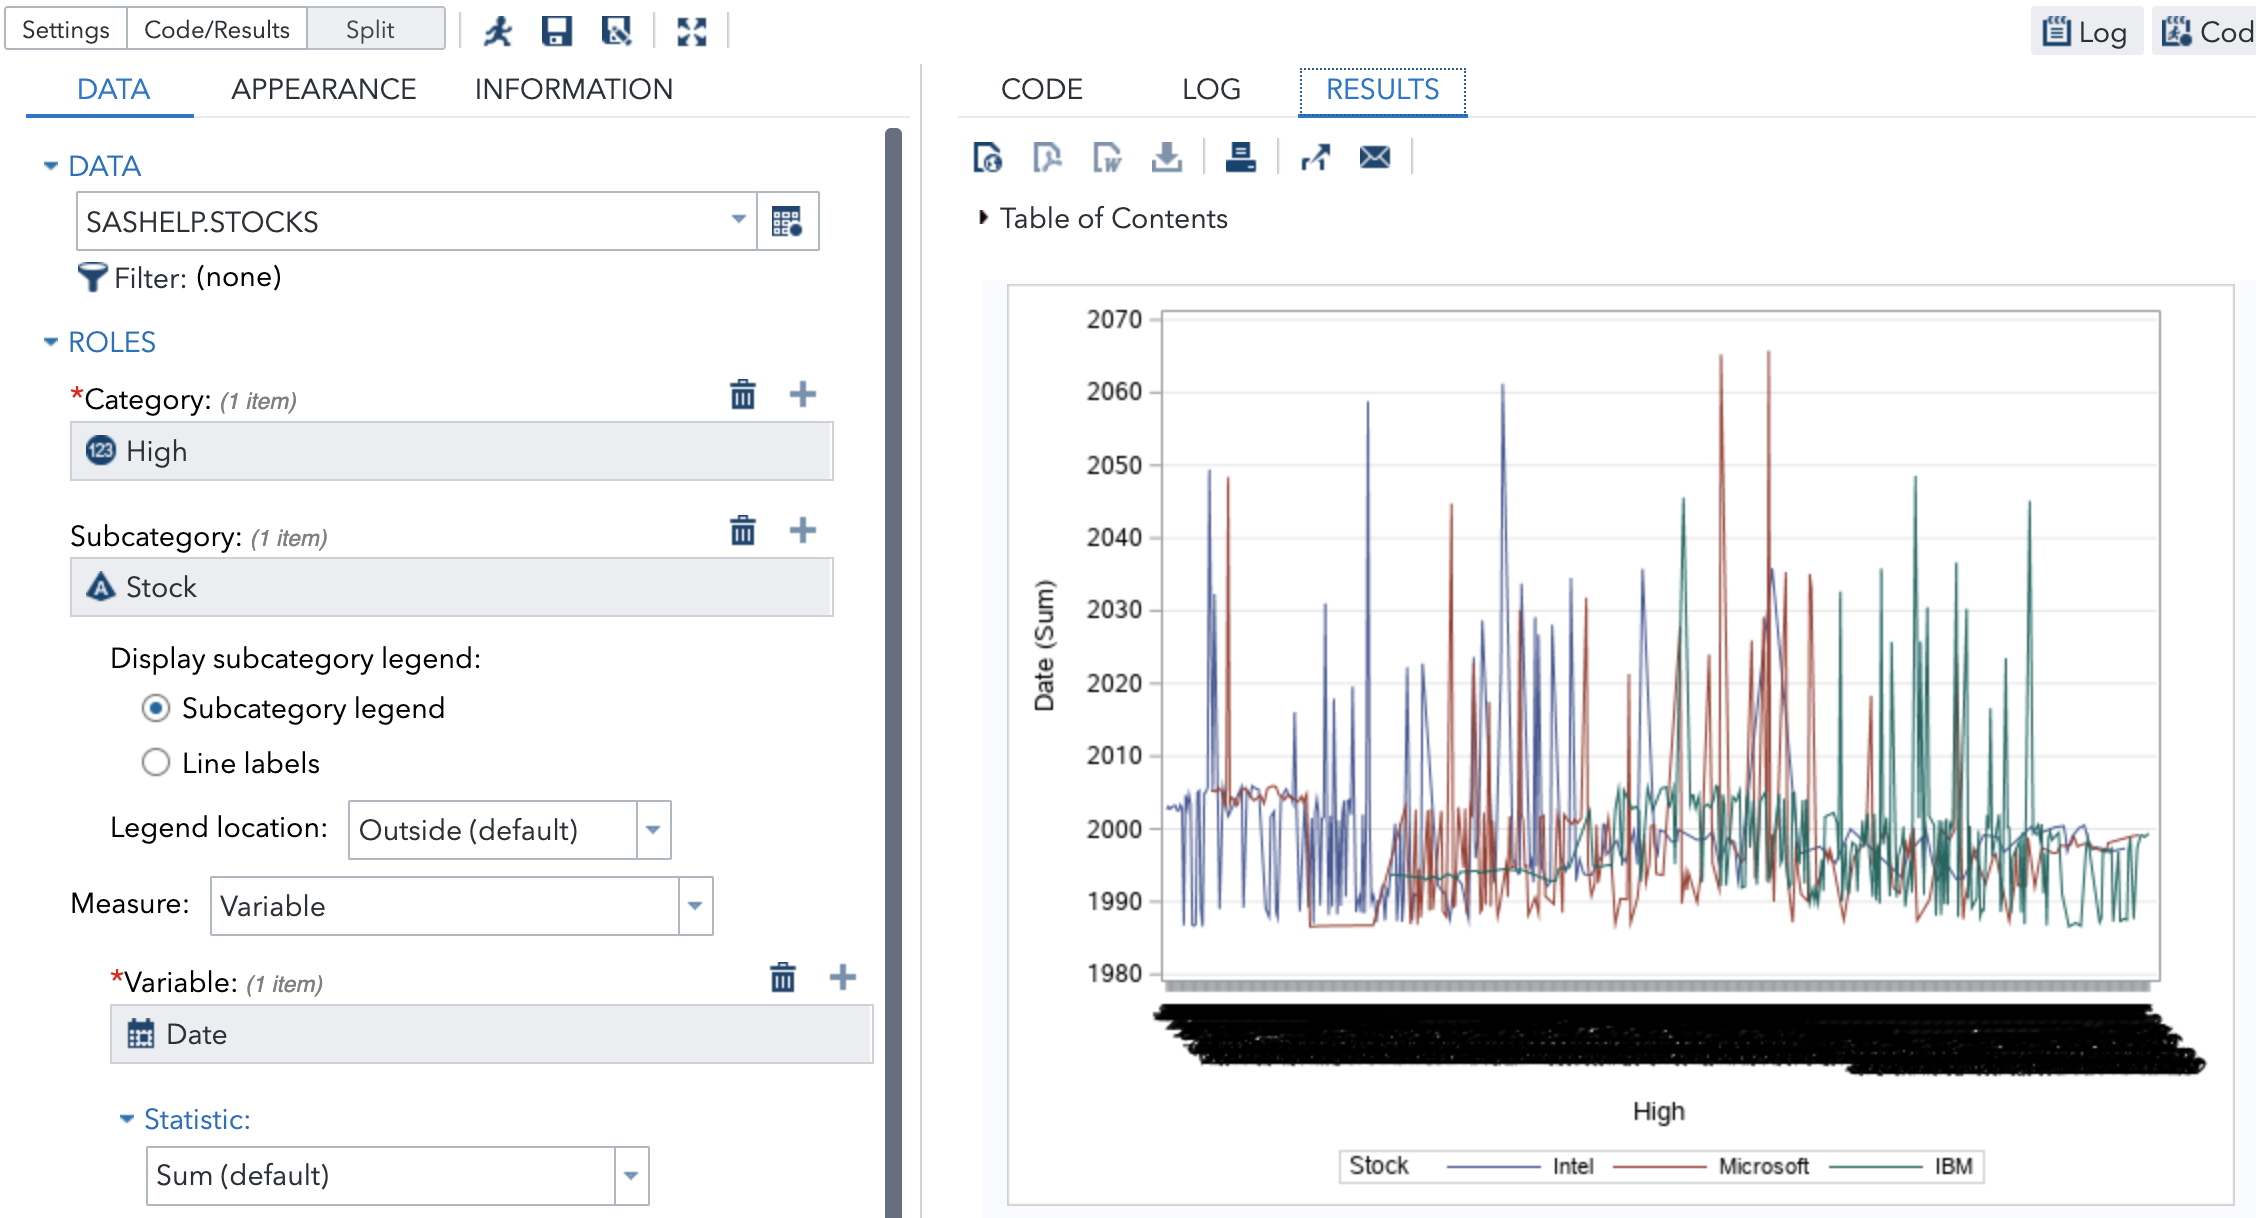 Settings Code/Results Split Log Cod
DATA APPEARANCE INFORMATION
DATA
SASHELP.STOCKS
Filter: (none)
ROLES
*Category: (1 item)
123 High
Subcategory: (1 item)
A Stock
Display subcategory legend:
Subcategory legend
Line labels
Legend location: Outside (default)
Measure: Variable
*Variable: (1 item)
Date
Statistic:
Sum (default)
CODE LOG RESULTS
Table of Contents
2070
2060
2050
2040
2030
2020
2010
2000
1990
1980
Date (Sum)
High
Stock Intel Microsoft IBM